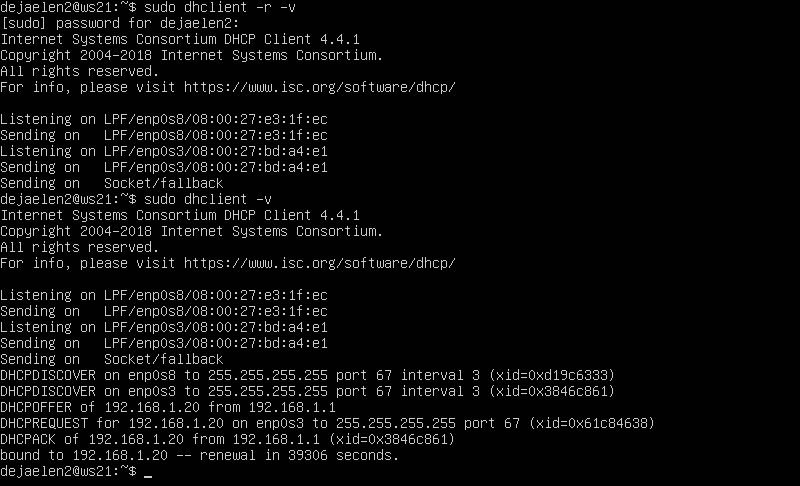 dejaelen2@ws21:~$ sudo dhclient -r -v
[sudo] password for dejaelen2:
Internet Systems Consortium DHCP Client 4.4.1
Copyright 2004-2018 Internet Systems Consortium.
All rights reserved.
For info, please visit https://www.isc.org/software/dhcp/

Listening on LPF/enp0s8/08:00:27:e3:1f:ec
Sending on   LPF/enp0s8/08:00:27:e3:1f:ec
Listening on LPF/enp0s3/08:00:27:bd:a4:e1
Sending on   LPF/enp0s3/08:00:27:bd:a4:e1
Sending on   Socket/fallback
dejaelen2@ws21:~$ sudo dhclient -v
Internet Systems Consortium DHCP Client 4.4.1
Copyright 2004-2018 Internet Systems Consortium.
All rights reserved.
For info, please visit https://www.isc.org/software/dhcp/

Listening on LPF/enp0s8/08:00:27:e3:1f:ec
Sending on   LPF/enp0s8/08:00:27:e3:1f:ec
Listening on LPF/enp0s3/08:00:27:bd:a4:e1
Sending on   LPF/enp0s3/08:00:27:bd:a4:e1
Sending on   Socket/fallback
DHCPDISCOVER on enp0s8 to 255.255.255.255 port 67 interval 3 (xid=0xd19c6333)
DHCPDISCOVER on enp0s3 to 255.255.255.255 port 67 interval 3 (xid=0x3846c861)
DHCPOFFER of 192.168.1.20 from 192.168.1.1
DHCPREQUEST for 192.168.1.20 on enp0s3 to 255.255.255.255 port 67 (xid=0x61c84638)
DHCPACK of 192.168.1.20 from 192.168.1.1 (xid=0x3846c861)
bound to 192.168.1.20 -- renewal in 39306 seconds.
dejaelen2@ws21:~$ _